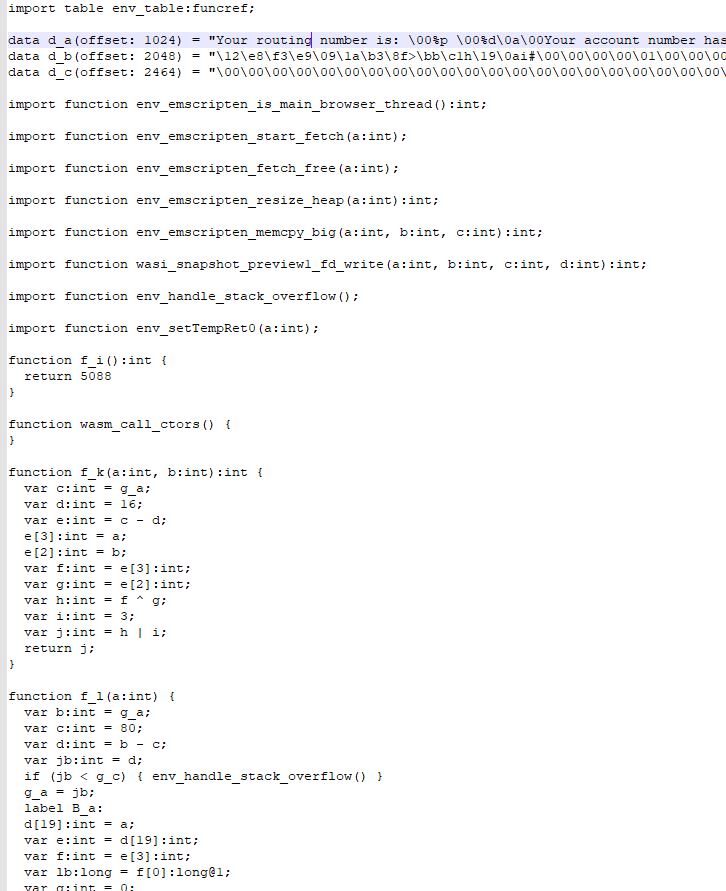 import table env_table:funcref;
data d_a(offset: 1024) = "Your routing number is: \00%p \00%d\0a\00Your account number has
data d_b(offset: 2048) = "\12\e8\f3\e9\09\1a\b3\8f>\bb\c1h\19\0ai#\00\00\00\00\01\00\00\00
data d_c(offset: 2464) = "\00\00\00\00\00\00\00\00\00\00\00\00\00\00\00\00\00\00\00\00\00\00\00\
import function env_emscripten_is_main_browser_thread():int;
import function env_emscripten_start_fetch(a:int);
import function env_emscripten_fetch_free(a:int);
import function env_emscripten_resize_heap(a:int):int;
import function env_emscripten_memcpy_big(a:int, b:int, c:int):int;
import function wasi_snapshot_preview1_fd_write(a:int, b:int, c:int, d:int):int;
import function env_handle_stack_overflow();
import function env_setTempRet0(a:int);
function f_i():int {
  return 5088
}
function wasm_call_ctors() {
}
function f_k(a:int, b:int):int {
  var c:int = g_a;
  var d:int = 16;
  var e:int = c - d;
  e[3]:int = a;
  e[2]:int = b;
  var f:int = e[3]:int;
  var g:int = e[2]:int;
  var h:int = f ^ g;
  var i:int = 3;
  var j:int = h | i;
  return j;
}
function f_l(a:int) {
  var b:int = g_a;
  var c:int = 80;
  var d:int = b - c;
  var jb:int = d;
  if (jb < g_c) { env_handle_stack_overflow() }
  g_a = jb;
  label B_a:
  d[19]:int = a;
  var e:int = d[19]:int;
  var f:int = e[3]:int;
  var lb:long = f[0]:long@1;
  var g:int = 0;